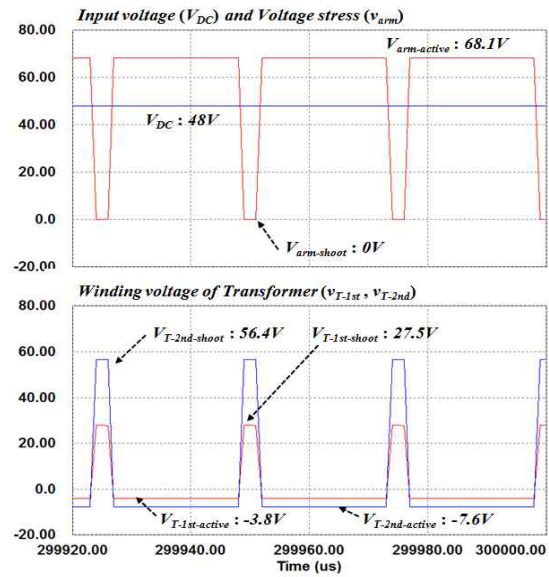 Input voltage (VDC) and Voltage stress (varm)
80.00
Varm-active : 68.1V
60.00
40.00
VDC : 48V
20.00
0.0
Varm-shoot : 0V
-20.00
Winding voltage of Transformer (vT-1st , vT-2nd)
80.00
VT-2nd-shoot : 56.4V
VT-1st-shoot : 27.5V
60.00
40.00
20.00
0.0
VT-1st-active : -3.8V
VT-2nd-active : -7.6V
-20.00
299920.00 299940.00 299960.00 299980.00 300000.00
Time (us)